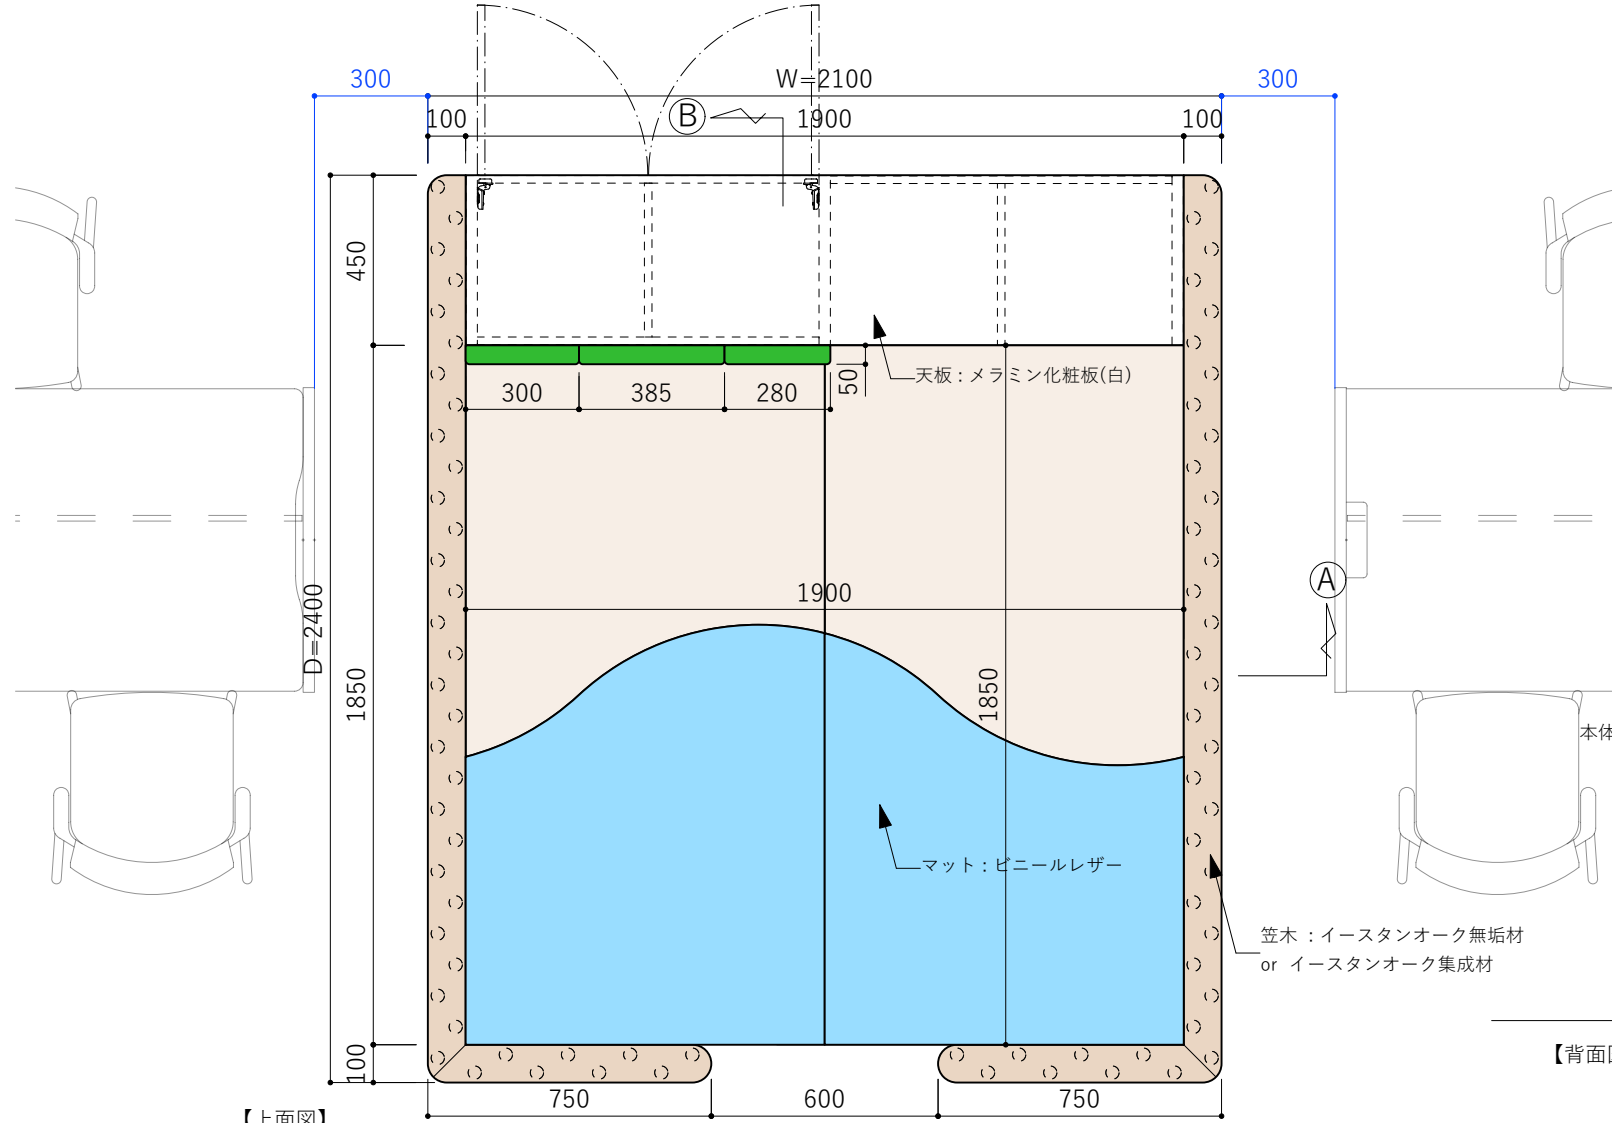 300
W=2100
300
100
B
1900
100
450
天板：メラミン化粧板(白)
50
300
385
280
A
D=2400
1900
1850
1850
本体
マット：ビニールレザー
笠木 ：イースタンオーク無垢材
or イースタンオーク集成材
100
【背面図
750
600
750
【上面図】